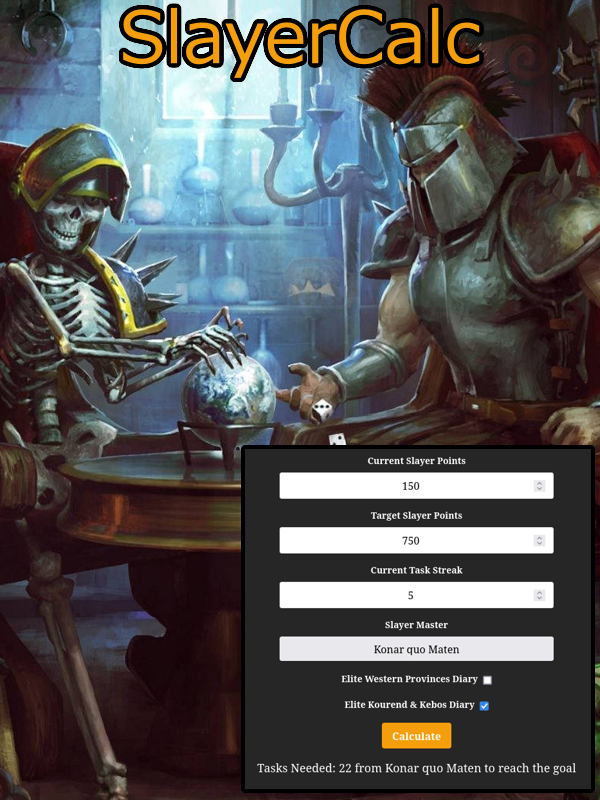 SlayerCalc
Current Slayer Points
150
Target Slayer Points
750
Current Task Streak
5
Slayer Master
Konar quo Maten
Elite Western Provinces Diary
Elite Kourend & Kebos Diary
Calculate
Tasks Needed: 22 from Konar quo Maten to reach the goal